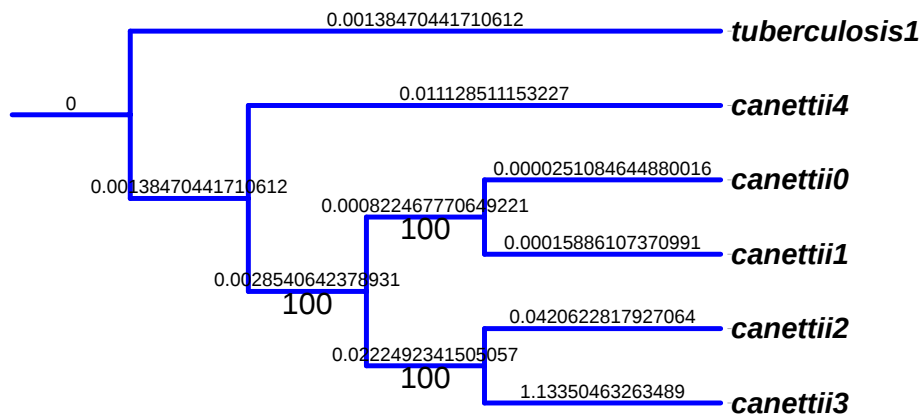 0.00138470441710612
tuberculosis1
0
0.011128511153227
canettii4
0.00138470441710612
0.0000251084644880016
canettii0
0.000822467770649221
100
0.00015886107370991
canettii1
0.00285406423789​31
100
0.0420622817927064
canettii2
0.0222492341505057
100
1.13350463263489
canettii3